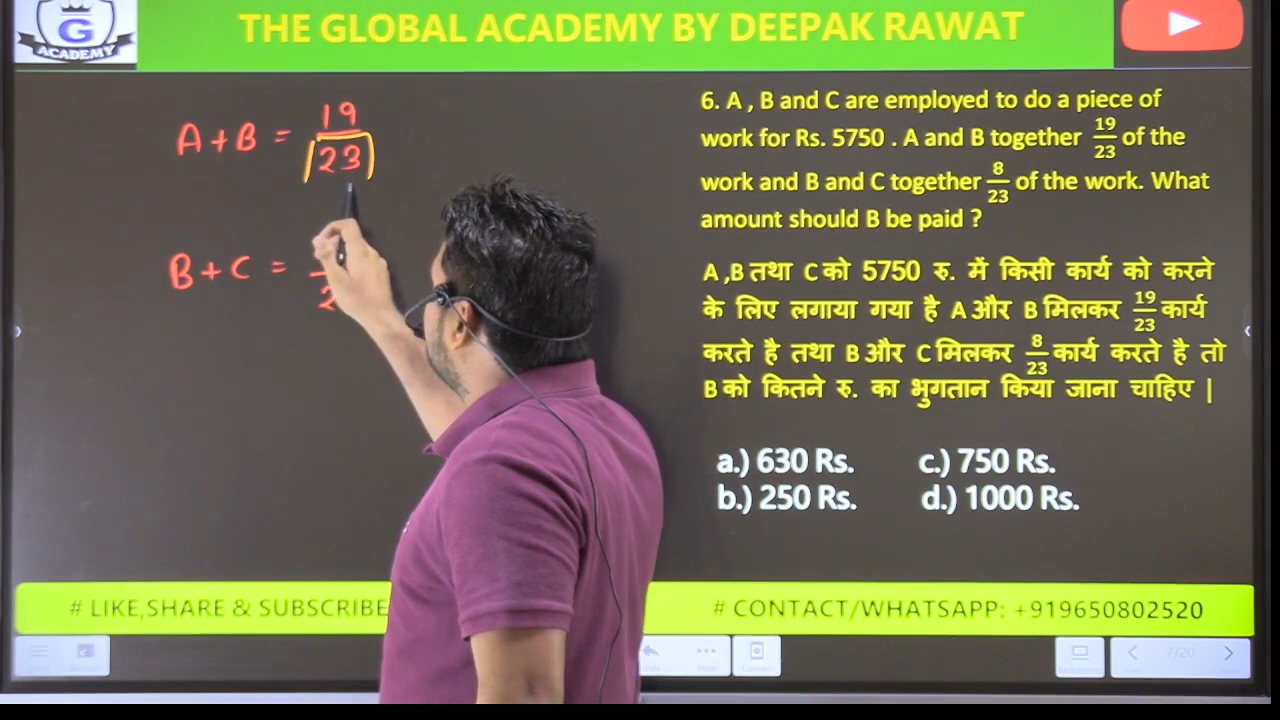 G
ACADEMY
THE GLOBAL ACADEMY BY DEEPAK RAWAT
A + B = 19/23
B + C =
6. A , B and C are employed to do a piece of
work for Rs. 5750 . A and B together 19/23 of the
work and B and C together 8/23 of the work. What
amount should B be paid ?
A ,B तथा C को 5750 रु. में किसी कार्य को करने
के लिए लगाया गया है A और B मिलकर 19/23 कार्य
करते है तथा B और C मिलकर 8/23 कार्य करते है तो
B को कितने रु. का भुगतान किया जाना चाहिए |
a.) 630 Rs. c.) 750 Rs.
b.) 250 Rs. d.) 1000 Rs.
# LIKE,SHARE & SUBSCRIBE # CONTACT/WHATSAPP: +919650802520
7/20